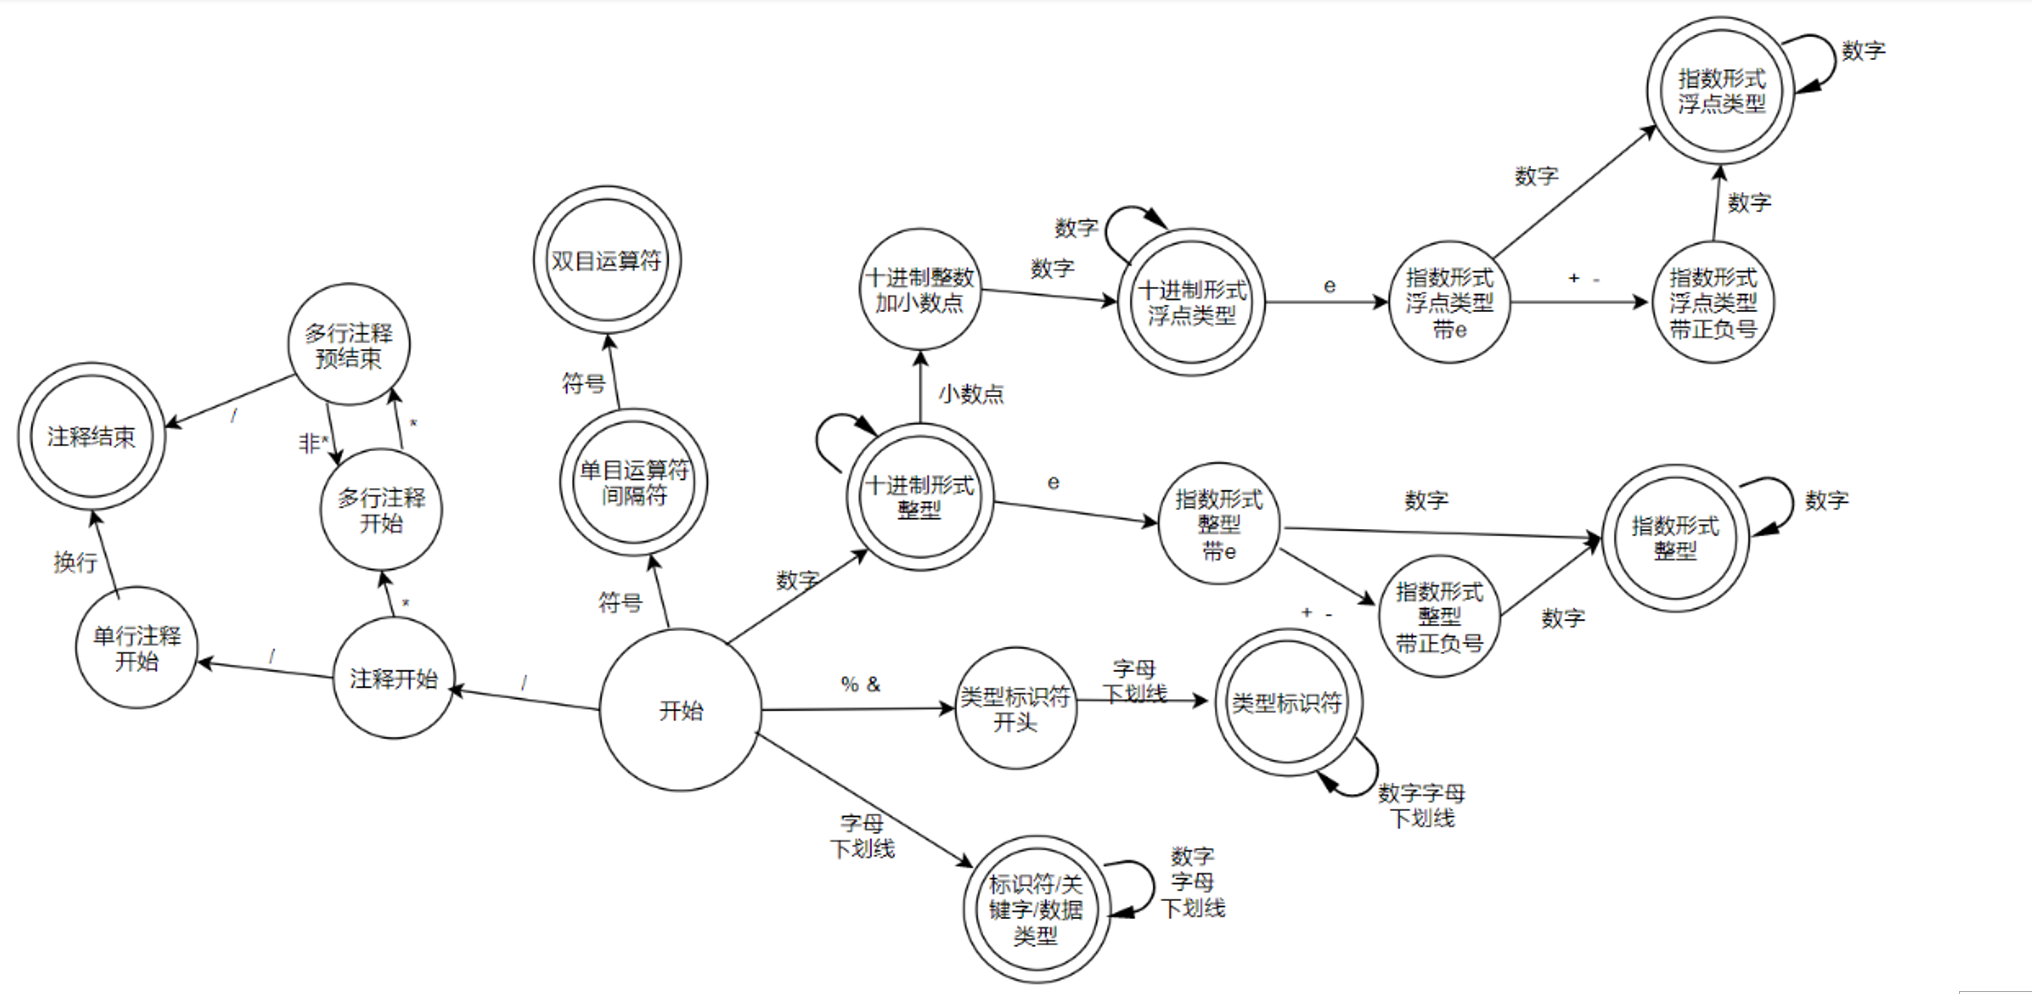 指数形式
浮点类型
数字
数字
数字
双目运算符
数字
十进制整数
加小数点
数字
十进制形式
浮点类型
e
指数形式
浮点类型
带e
+ -
指数形式
浮点类型
带正负号
多行注释
预结束
符号
小数点
注释结束
/
非*
*
单目运算符
间隔符
十进制形式
整型
e
指数形式
整型
带e
数字
指数形式
整型
数字
多行注释
开始
换行
*
符号
数字
指数形式
整型
带正负号
数字
+ -
单行注释
开始
/
注释开始
/
开始
% &
类型标识符
开头
字母
下划线
类型标识符
数字字母
下划线
字母
下划线
标识符/关
键字/数据
类型
数字
字母
下划线